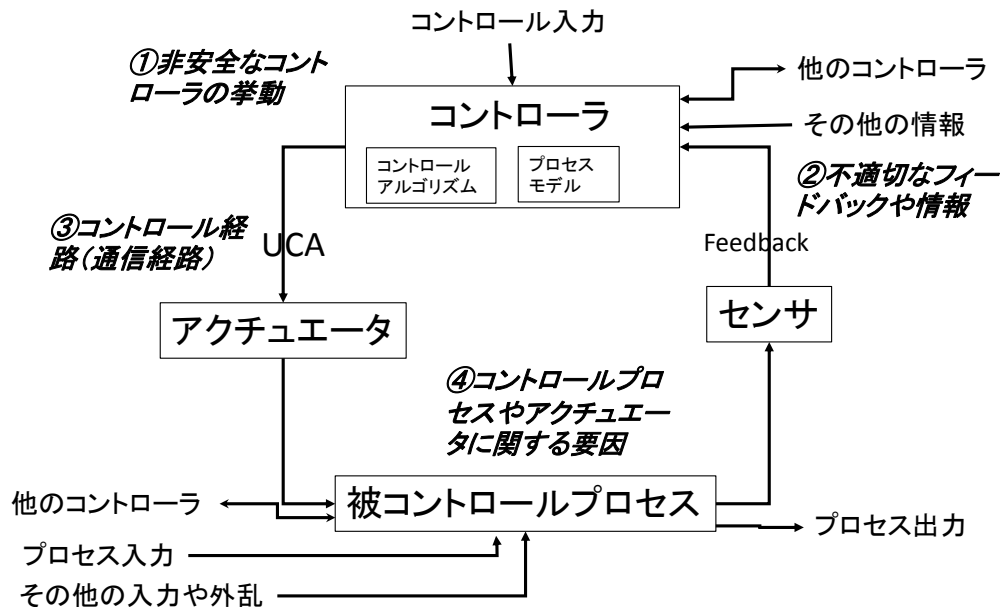 コントロール入力
①非安全なコント
ローラの挙動
他のコントローラ
コントローラ
その他の情報
コントロール
アルゴリズム
プロセス
モデル
②不適切なフィー
ドバックや情報
③コントロール経
路(通信経路)
UCA
Feedback
アクチュエータ
センサ
④コントロールプロ
セスやアクチュエー
タに関する要因
他のコントローラ
被コントロールプロセス
プロセス出力
プロセス入力
その他の入力や外乱